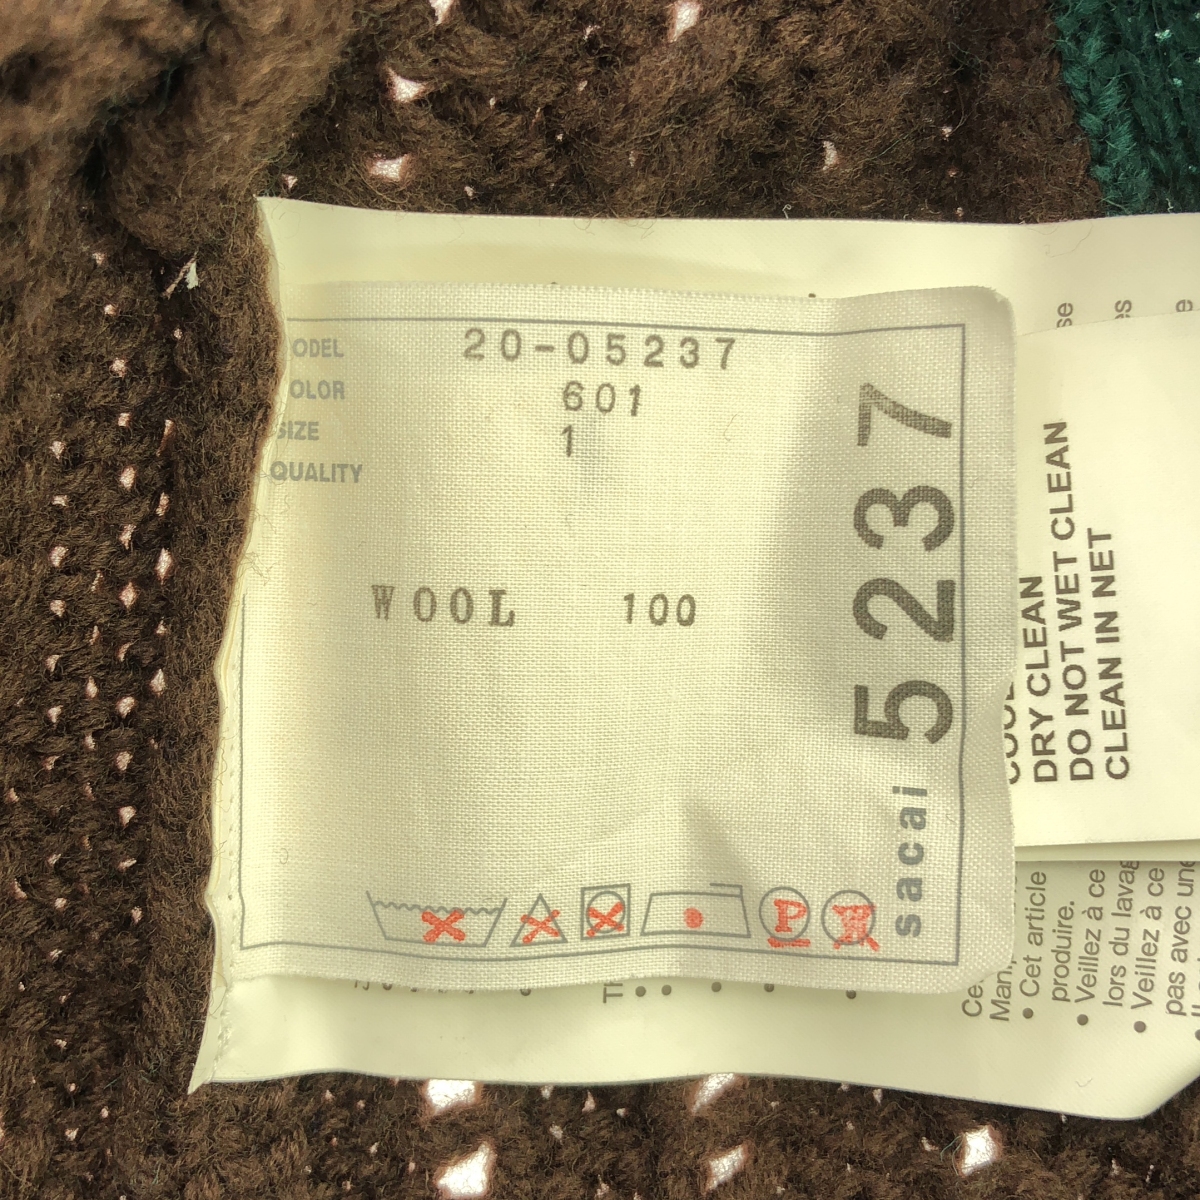 ODEL 20-05237
OLOR 601
SIZE 1
QUALITY
WOOL 100
P
sacai 5237
DRY CLEAN
DO NOT WET CLEAN
CLEAN IN NET
• Cet article
produire.
• Veillez à ce
lors du lavag
• Veillez à ce
pas avec une